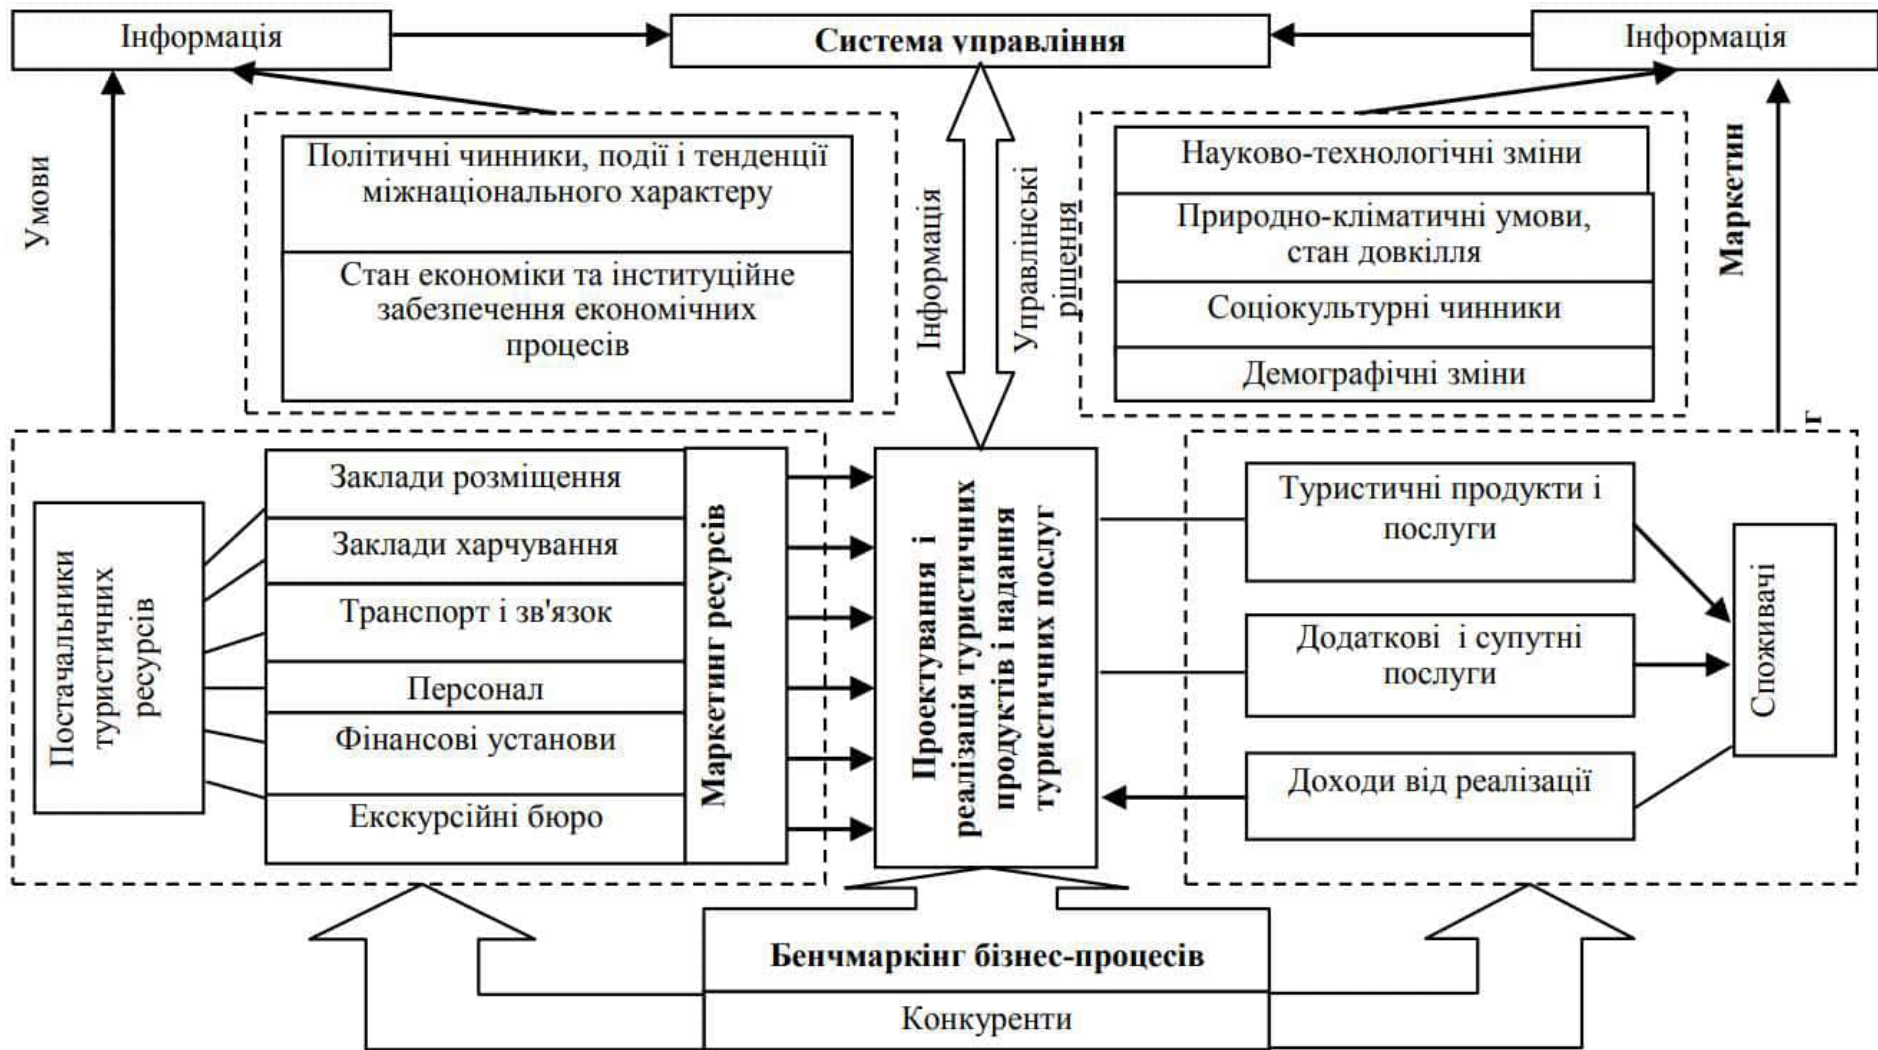 Інформація
Система управління
Інформація
Умови
Політичні чинники, події і тенденції
міжнаціонального характеру
Стан економіки та інституційне
забезпечення економічних
процесів
Інформація
Управлінські
рішення
Науково-технологічні зміни
Природно-кліматичні умови,
стан довкілля
Соціокультурні чинники
Демографічні зміни
Маркетин
г
Постачальники
туристичних
ресурсів
Заклади розміщення
Заклади харчування
Транспорт і зв'язок
Персонал
Фінансові установи
Екскурсійні бюро
Маркетинг ресурсів
Проектування і
реалізація туристичних
продуктів і надання
туристичних послуг
Туристичні продукти і
послуги
Додаткові і супутні
послуги
Доходи від реалізації
Споживачі
Бенчмаркінг бізнес-процесів
Конкуренти